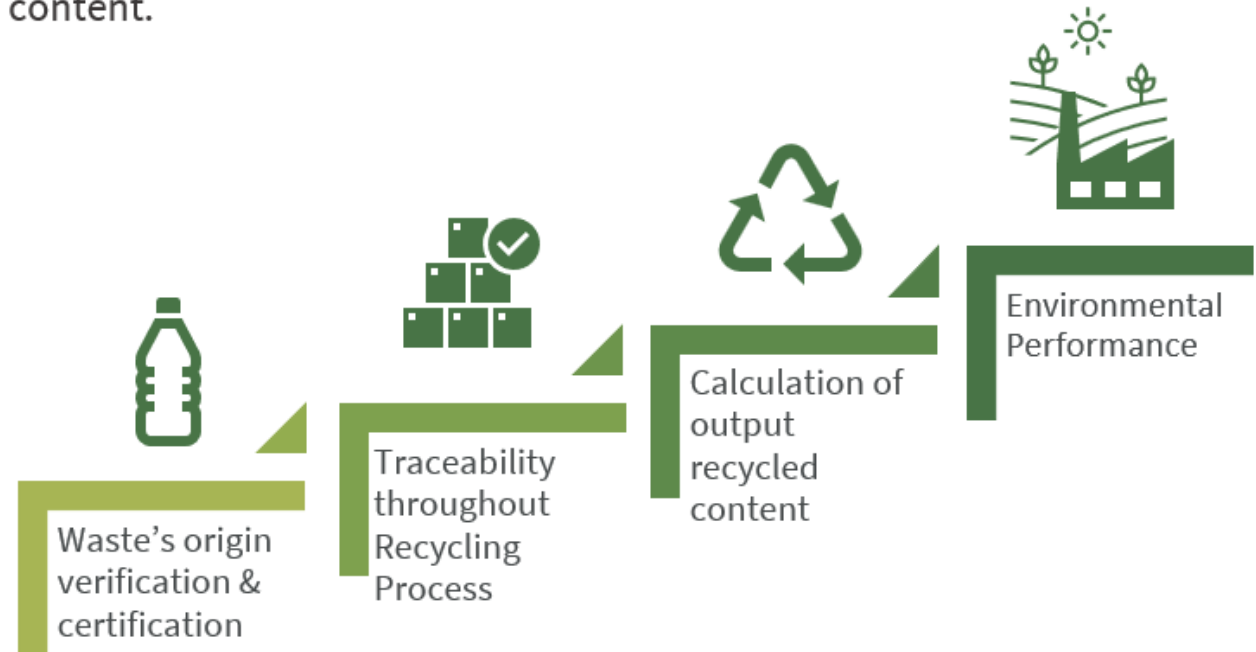 content.
Waste’s origin
verification &
certification
Traceability
throughout
Recycling
Process
Calculation of
output
recycled
content
Environmental
Performance